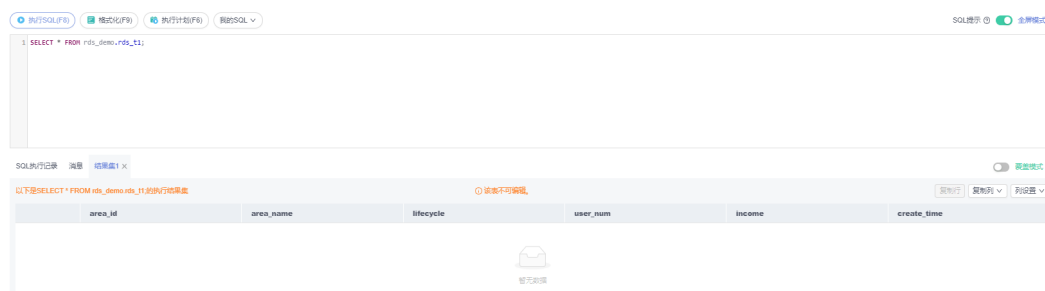 执行SQL(F8) 格式化(F9) 执行计划(F6) 我的SQL SQL提示 全屏模式
1 SELECT * FROM rds_demo.rds_t1;
SQL执行记录 消息 结果集1 × 覆盖模式
以下是SELECT * FROM rds_demo.rds_t1;的执行结果集 该表不可编辑。 复制行 复制列 列设置
area_id area_name lifecycle user_num income create_time
暂无数据